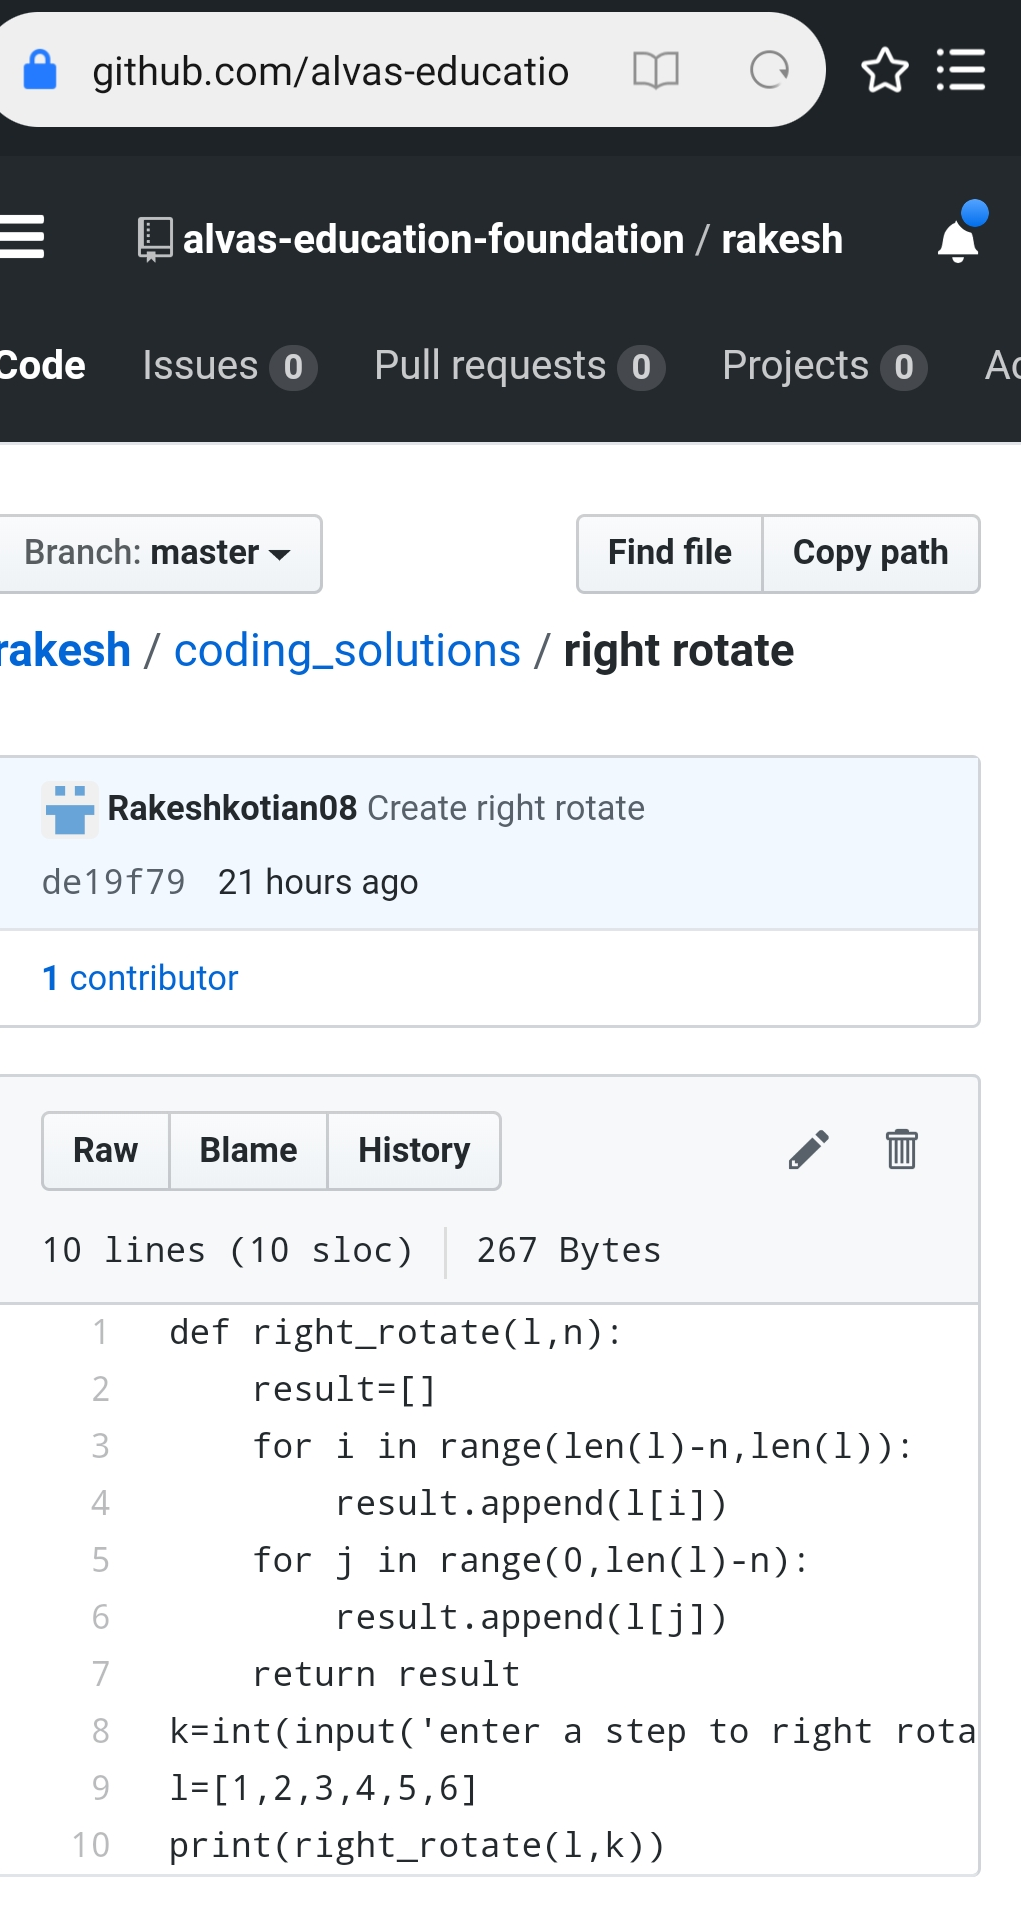 github.com/alvas-educatio
alvas-education-foundation / rakesh
Code Issues 0 Pull requests 0 Projects 0
Branch: master Find file Copy path
rakesh / coding_solutions / right rotate
Rakeshkotian08 Create right rotate
de19f79 21 hours ago
1 contributor
Raw Blame History
10 lines (10 sloc) 267 Bytes
1 def right_rotate(l,n):
2     result=[]
3     for i in range(len(l)-n,len(l)):
4         result.append(l[i])
5     for j in range(0,len(l)-n):
6         result.append(l[j])
7     return result
8 k=int(input('enter a step to right rota
9 l=[1,2,3,4,5,6]
10 print(right_rotate(l,k))